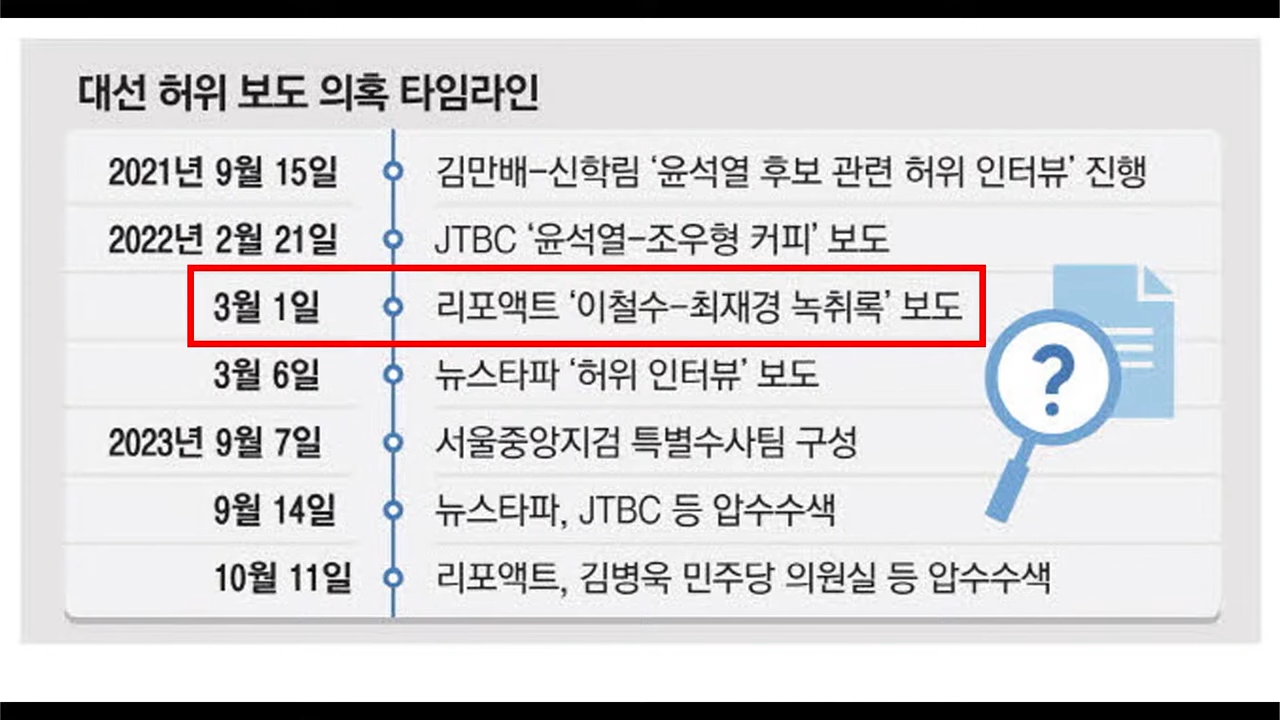 대선 허위 보도 의혹 타임라인
2021년 9월 15일 김만배-신학림 ‘윤석열 후보 관련 허위 인터뷰’ 진행
2022년 2월 21일 JTBC ‘윤석열-조우형 커피’ 보도
3월 1일 리포액트 ‘이철수-최재경 녹취록’ 보도
3월 6일 뉴스타파 ‘허위 인터뷰’ 보도
2023년 9월 7일 서울중앙지검 특별수사팀 구성
9월 14일 뉴스타파, JTBC 등 압수수색
10월 11일 리포액트, 김병욱 민주당 의원실 등 압수수색
?